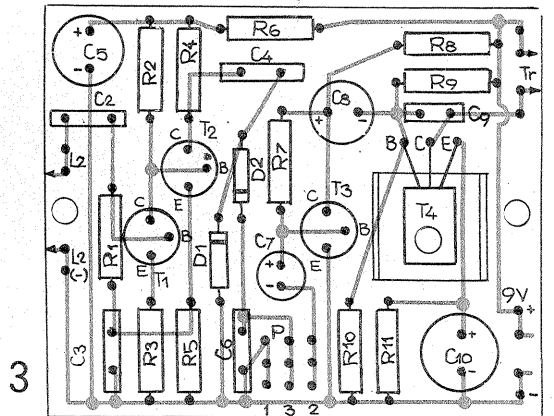 +
C5
-
R2
R4
R6
C4
R8
R9
Tr
C2
C8
+
-
C9
C
T2
B
E
D2
R7
B
C
E
L2
R1
C
B
E
T1
D1
C
T3
B
E
T4
L2
(-)
C7
+
-
9V
+
-
C3
R3
R5
C6
P
R10
R11
+
C10
-
1 3 2
3